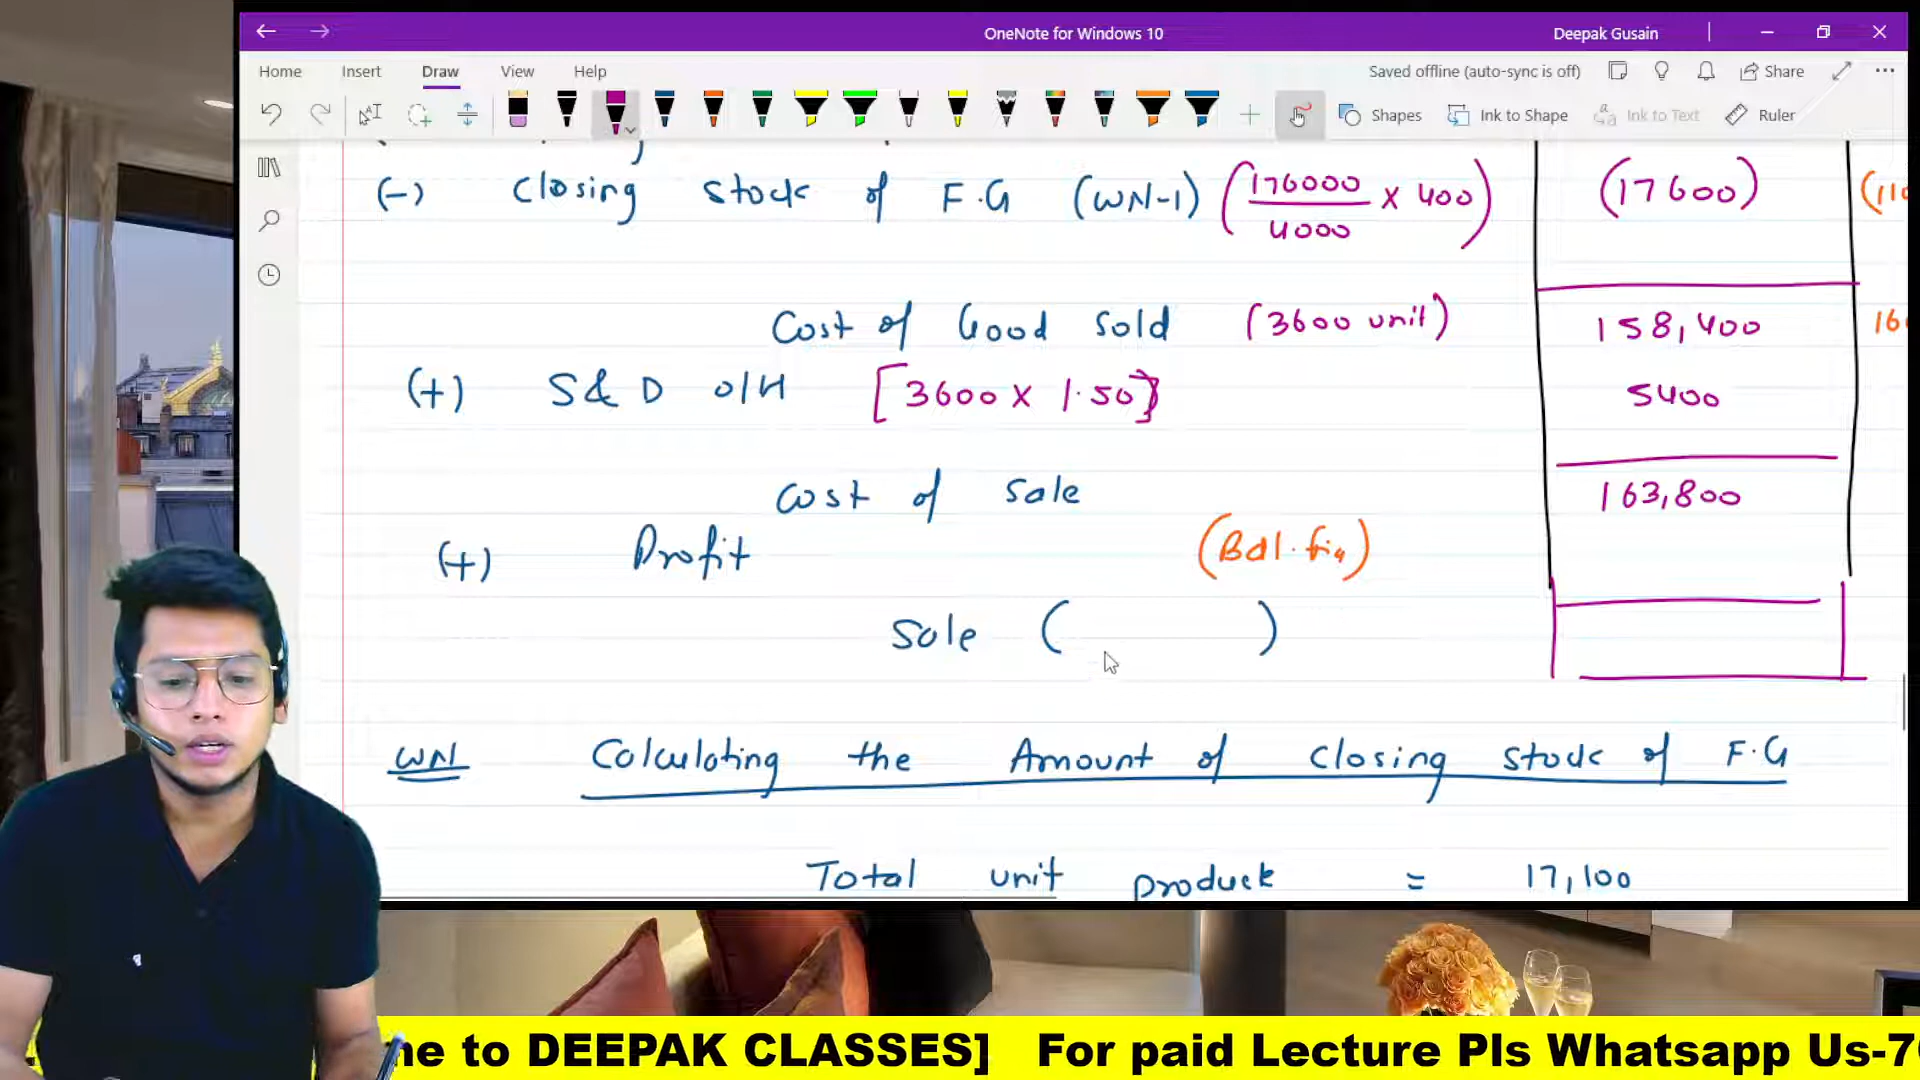 OneNote for Windows 10 Deepak Gusain
Home Insert Draw View Help Saved offline (auto-sync is off) Share
Shapes Ink to Shape Ink to Text Ruler
(-) Closing stock of F.G (WN-1) (176000/4000 x 400) (17600)
Cost of Good Sold (3600 unit) 158,400
(+) S& D o/H [3600 x 1.50] 5400
Cost of Sale 163,800
(+) Profit (Bal. fig)
Sale ( )
WN Calculating the Amount of Closing Stock of F.G
Total unit produck = 17,100
ne to DEEPAK CLASSES] For paid Lecture Pls Whatsapp Us-7